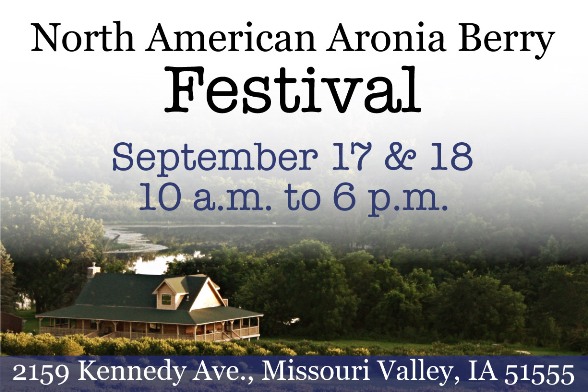 North American Aronia Berry
Festival
September 17 & 18
10 a.m. to 6 p.m.
2159 Kennedy Ave., Missouri Valley, IA 51555